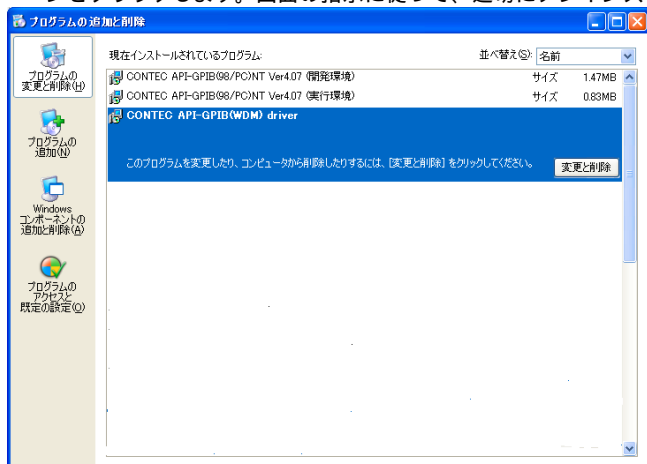 プログラムの追加と削除
現在インストールされているプログラム:
並べ替え(S):
名前
プログラムの
変更と削除(H)
CONTEC API-GPIB(98/PC)NT Ver4.07 (開発環境)
サイズ
1.47MB
CONTEC API-GPIB(98/PC)NT Ver4.07 (実行環境)
サイズ
0.83MB
CONTEC API-GPIB(WDM) driver
このプログラムを変更したり、コンピュータから削除したりするには、[変更と削除] をクリックしてください。
変更と削除
プログラムの
追加(N)
Windows
コンポーネントの
追加と削除(A)
プログラムの
アクセスと
既定の設定(O)